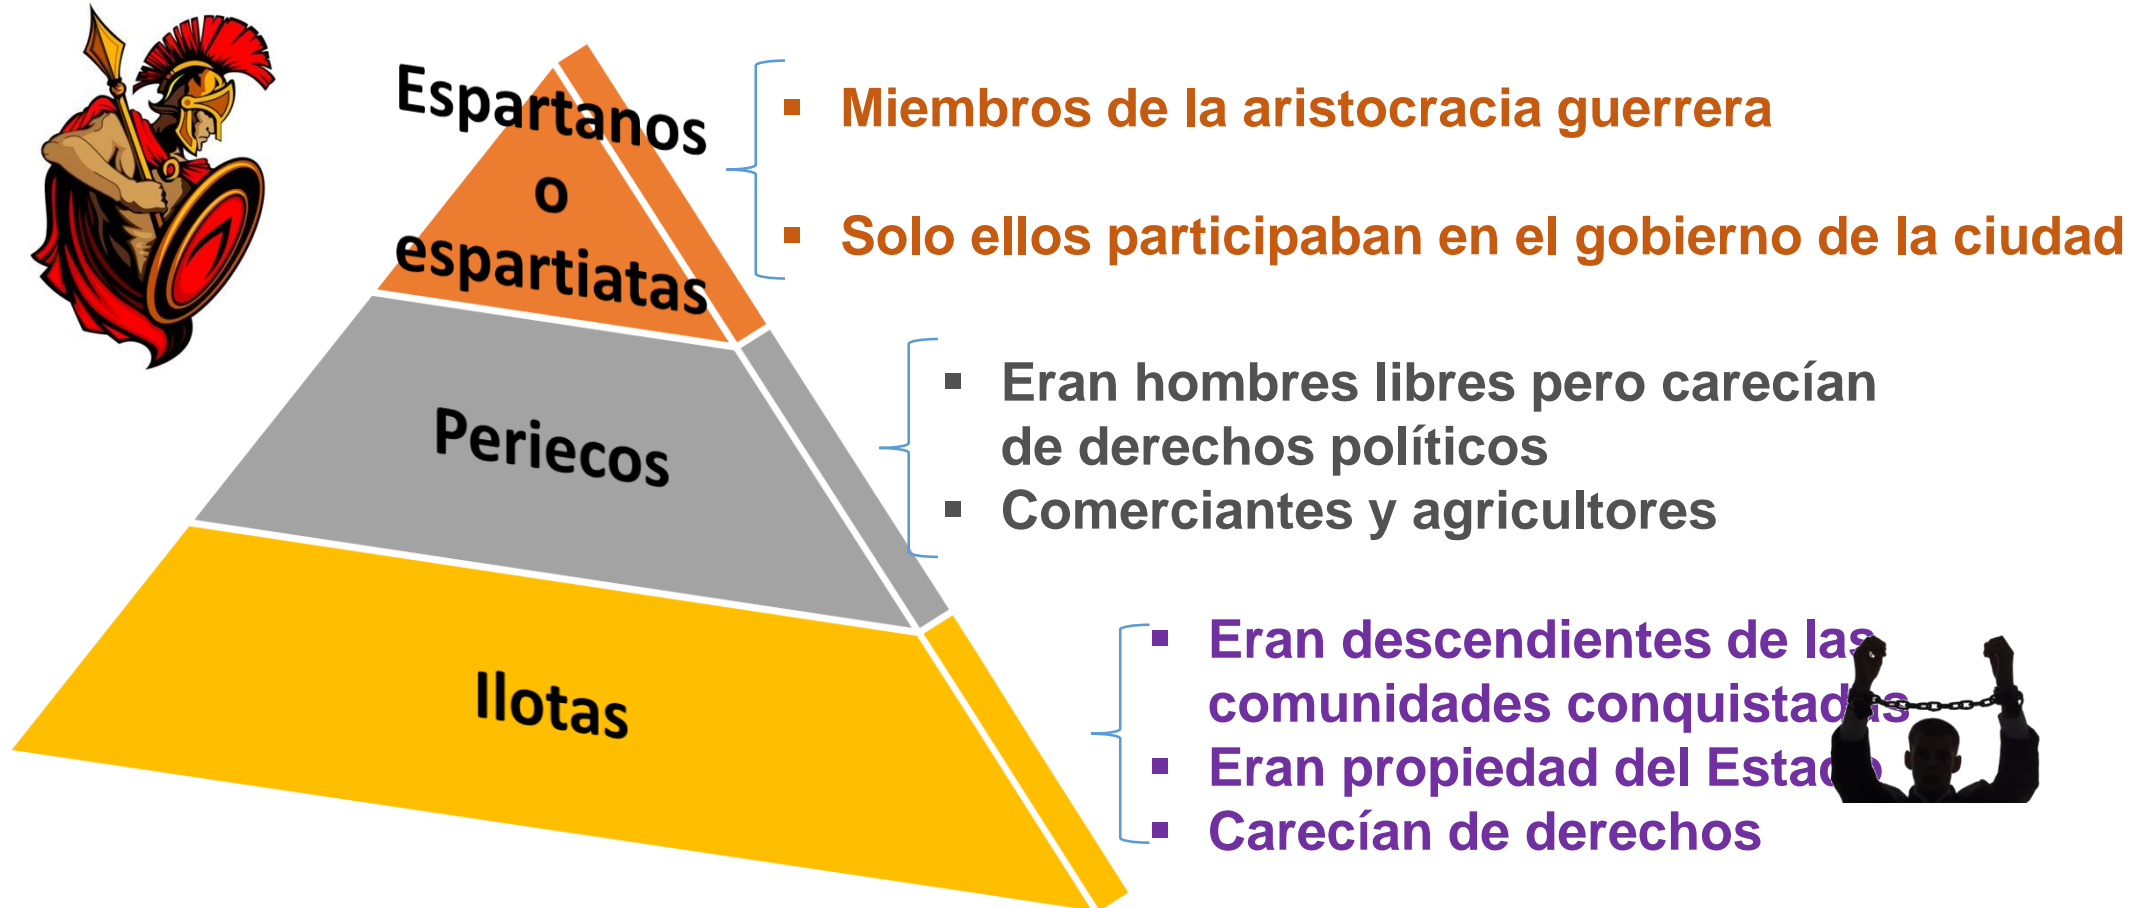 Espartanos
o
espartiatas
▪ Miembros de la aristocracia guerrera
▪ Solo ellos participaban en el gobierno de la ciudad
Periecos
▪ Eran hombres libres pero carecían
de derechos políticos
▪ Comerciantes y agricultores
Ilotas
▪ Eran descendientes de las
comunidades conquistadas
▪ Eran propiedad del Estado
▪ Carecían de derechos